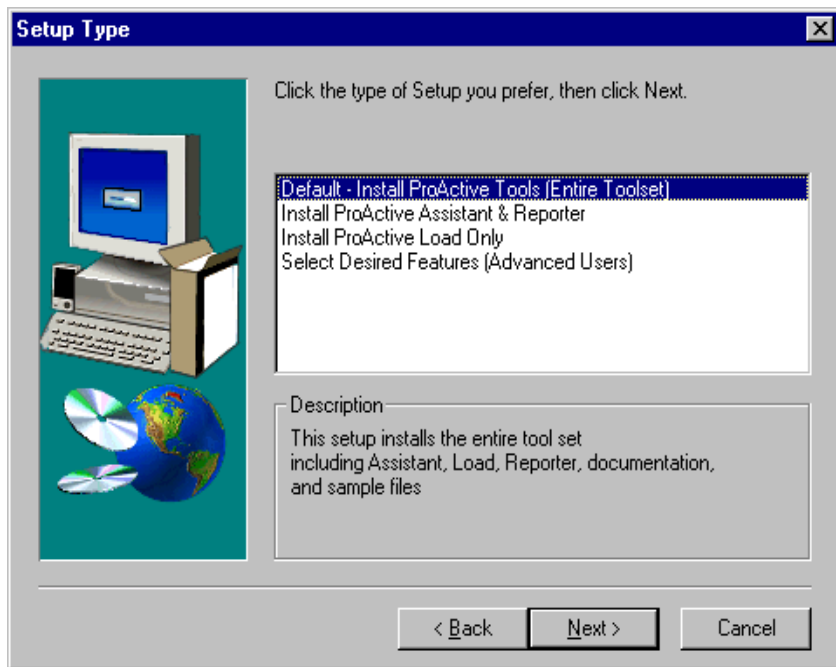 Setup Type
Click the type of Setup you prefer, then click Next.
Default - Install ProActive Tools (Entire Toolset)
Install ProActive Assistant & Reporter
Install ProActive Load Only
Select Desired Features (Advanced Users)
Description
This setup installs the entire tool set
including Assistant, Load, Reporter, documentation,
and sample files
< Back
Next >
Cancel